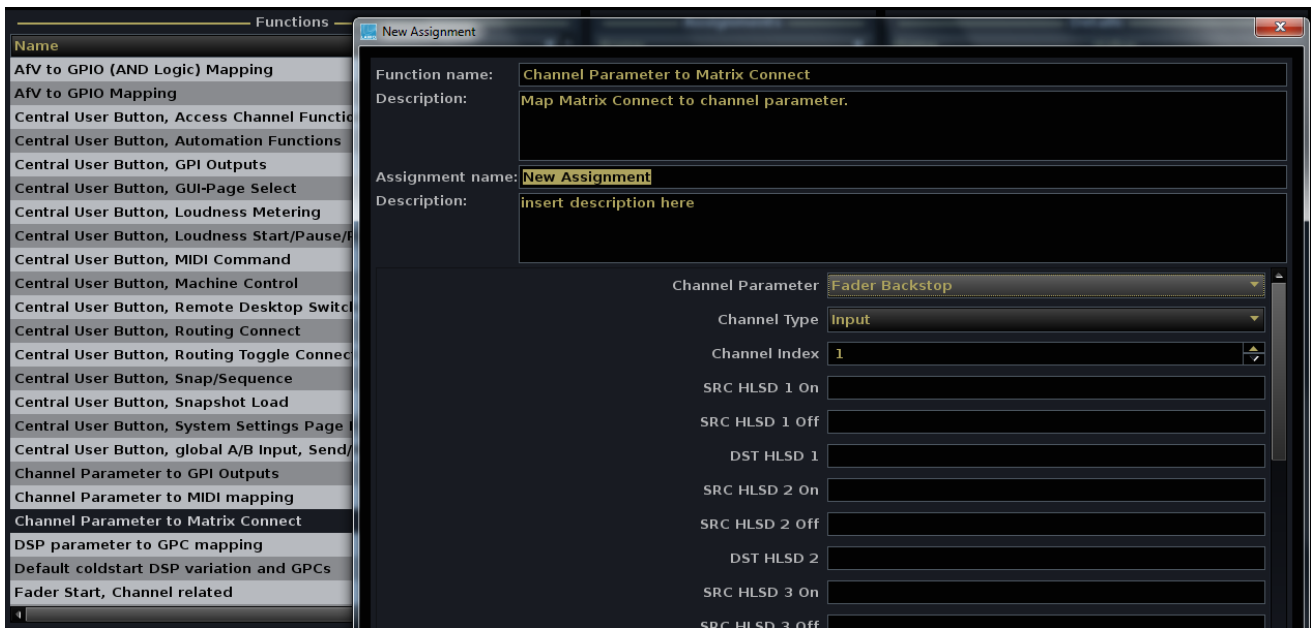 Functions
Name
AfV to GPIO (AND Logic) Mapping
AfV to GPIO Mapping
Central User Button, Access Channel Functio
Central User Button, Automation Functions
Central User Button, GPI Outputs
Central User Button, GUI-Page Select
Central User Button, Loudness Metering
Central User Button, Loudness Start/Pause/
Central User Button, MIDI Command
Central User Button, Machine Control
Central User Button, Remote Desktop Switc
Central User Button, Routing Connect
Central User Button, Routing Toggle Connec
Central User Button, Snap/Sequence
Central User Button, Snapshot Load
Central User Button, System Settings Page
Central User Button, global A/B Input, Send/
Channel Parameter to GPI Outputs
Channel Parameter to MIDI mapping
Channel Parameter to Matrix Connect
DSP parameter to GPC mapping
Default coldstart DSP variation and GPCs
Fader Start, Channel related
New Assignment
Function name: Channel Parameter to Matrix Connect
Description: Map Matrix Connect to channel parameter.
Assignment name: New Assignment
Description: insert description here
Channel Parameter Fader Backstop
Channel Type Input
Channel Index 1
SRC HLSD 1 On
SRC HLSD 1 Off
DST HLSD 1
SRC HLSD 2 On
SRC HLSD 2 Off
DST HLSD 2
SRC HLSD 3 On
SRC HLSD 3 Off